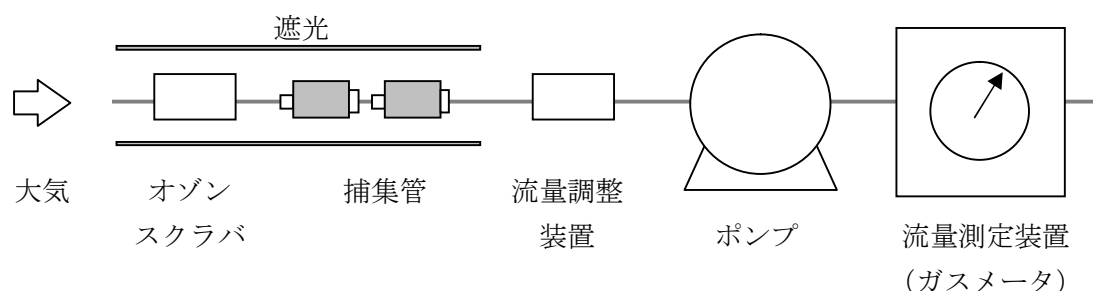 遮光
大気
オゾン
スクラバ
捕集管
流量調整
装置
ポンプ
流量測定装置
（ガスメータ）